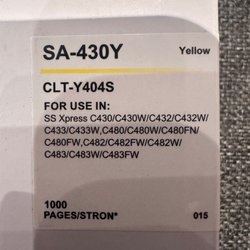 SA-430Y Yellow
CLT-Y404S
FOR USE IN:
SS Xpress C430/C430W/C432/C432W/
C433/C433W,C480/C480W/C480FN/
C480FW,C482/C482FW/C482W/
C483/C483W/C483FW
1000
PAGES/STRON* 015